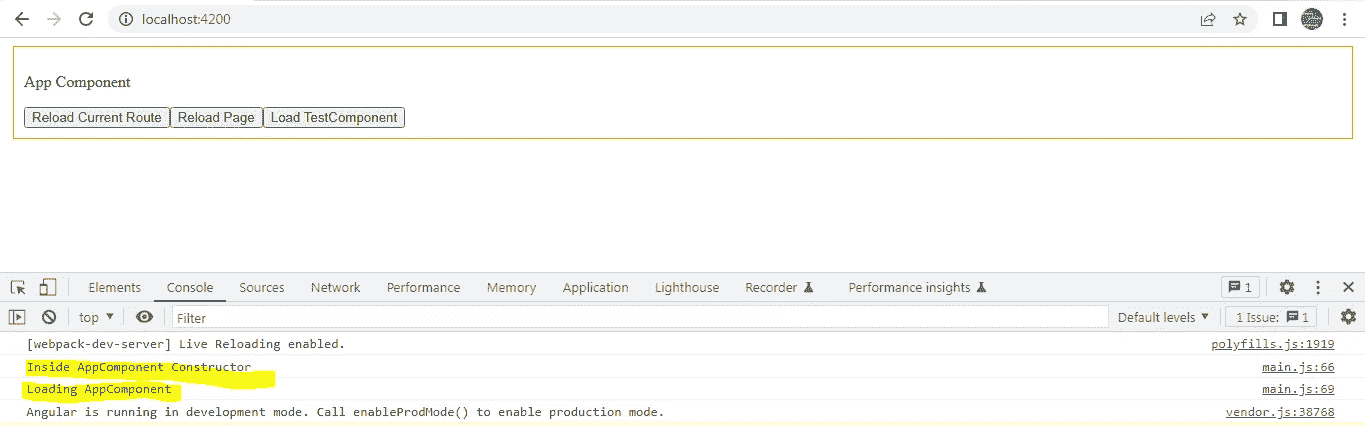 localhost:4200
App Component
Reload Current Route Reload Page Load TestComponent
Elements Console Sources Network Performance Memory Application Lighthouse Recorder Performance insights 1
top Filter Default levels 1 Issue: 1
[webpack-dev-server] Live Reloading enabled. polyfills.js:1919
Inside AppComponent Constructor main.js:66
Loading AppComponent main.js:69
Angular is running in development mode. Call enableProdMode() to enable production mode. vendor.js:38768